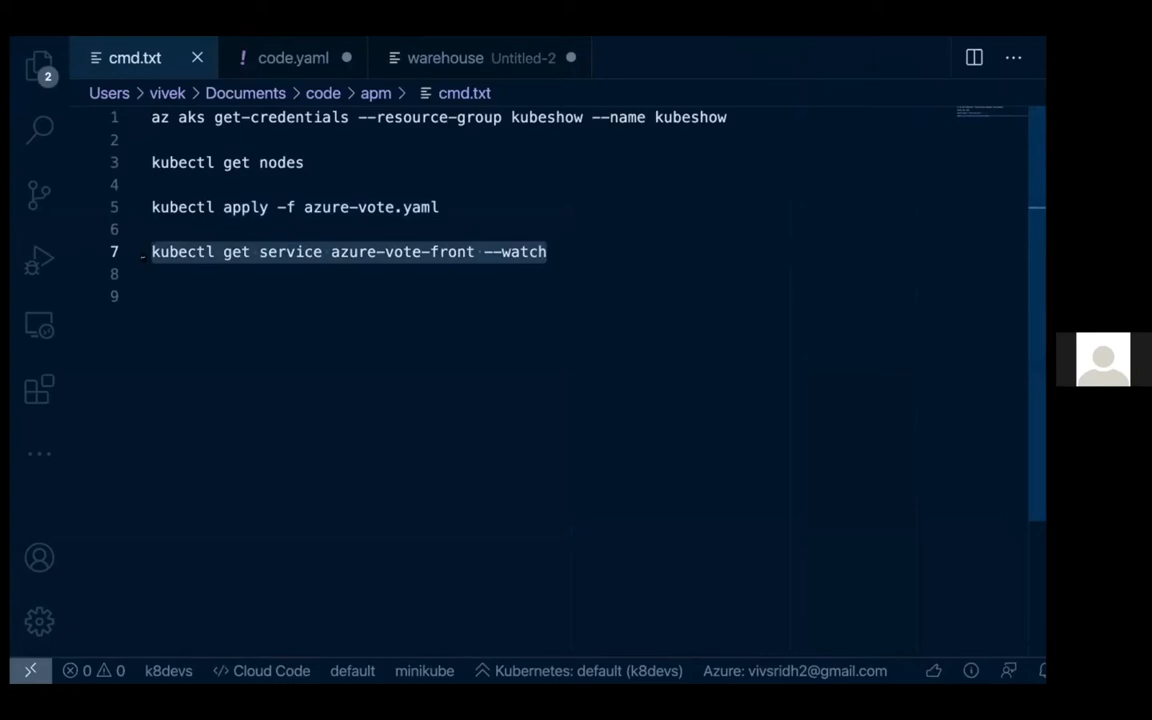 cmd.txt
code.yaml
warehouse Untitled-2
2
Users > vivek > Documents > code > apm > cmd.txt
1 az aks get-credentials --resource-group kubeshow --name kubeshow
2
3 kubectl get nodes
4
5 kubectl apply -f azure-vote.yaml
6
7 kubectl get service azure-vote-front --watch
8
9
0 0 k8devs Cloud Code default minikube Kubernetes: default (k8devs) Azure: vivsridh2@gmail.com